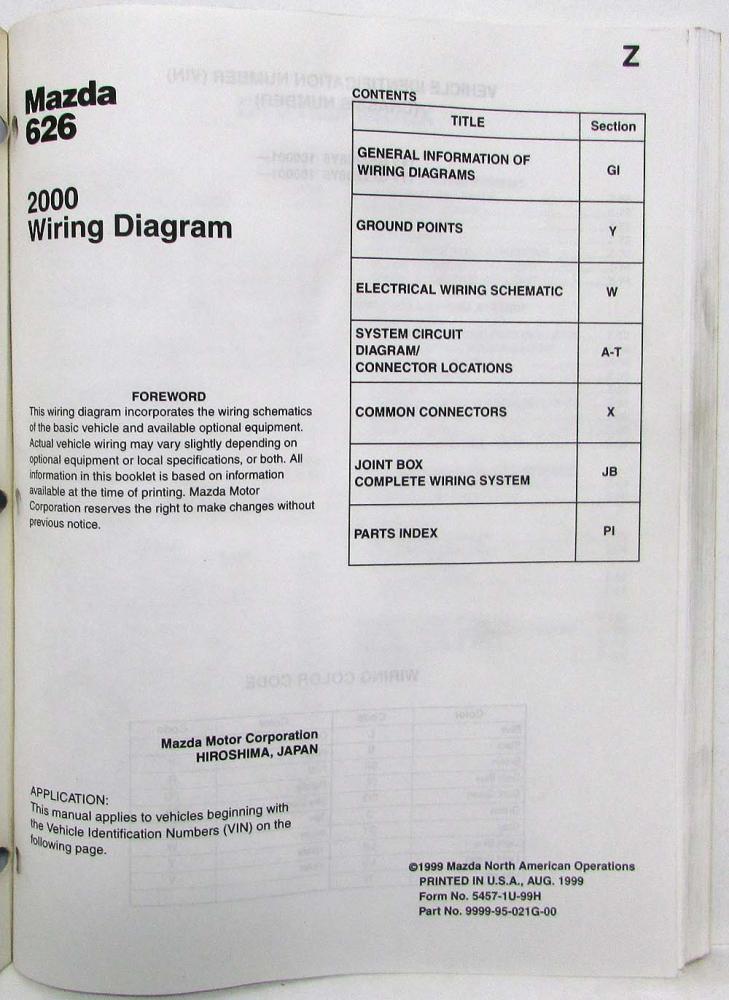 Z
Mazda
626
2000
Wiring Diagram
FOREWORD
This wiring diagram incorporates the wiring schematics
of the basic vehicle and available optional equipment.
Actual vehicle wiring may vary slightly depending on
optional equipment or local specifications, or both. All
information in this booklet is based on information
available at the time of printing. Mazda Motor
Corporation reserves the right to make changes without
previous notice.
CONTENTS
TITLE Section
GENERAL INFORMATION OF
WIRING DIAGRAMS GI
GROUND POINTS Y
ELECTRICAL WIRING SCHEMATIC W
SYSTEM CIRCUIT
DIAGRAM/ A-T
CONNECTOR LOCATIONS
COMMON CONNECTORS X
JOINT BOX JB
COMPLETE WIRING SYSTEM
PARTS INDEX PI
Mazda Motor Corporation
HIROSHIMA, JAPAN
APPLICATION:
This manual applies to vehicles beginning with
the Vehicle Identification Numbers (VIN) on the
following page.
©1999 Mazda North American Operations
PRINTED IN U.S.A., AUG. 1999
Form No. 5457-1U-99H
Part No. 9999-95-021G-00
VEHICLE IDENTIFICATION NUMBER (VIN)
WIRING COLOR CODE